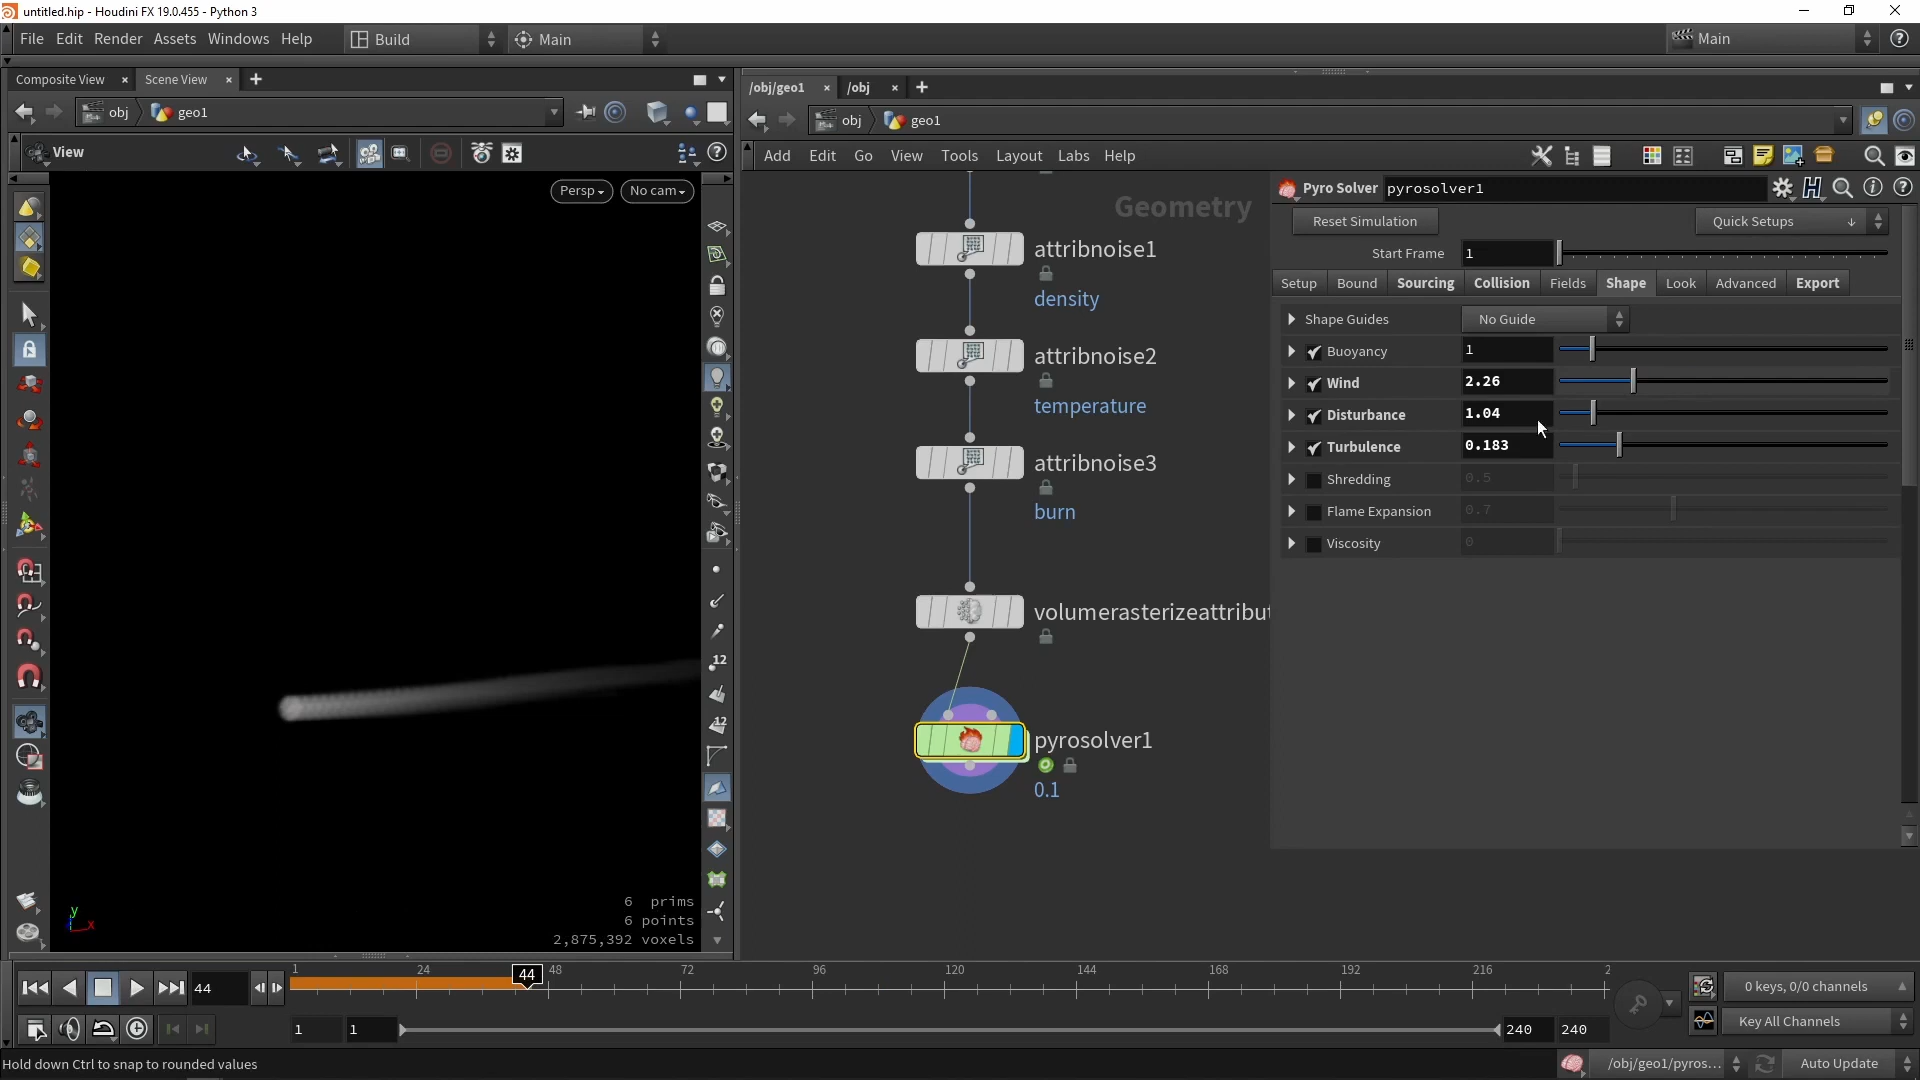 untitled.hip - Houdini FX 19.0.455 - Python 3
File Edit Render Assets Windows Help
Build
Main
Main
Composite View
Scene View
obj
geo1
View
Persp
No cam
12
12
6 prims
6 points
2,875,392 voxels
y
x
/obj/geo1
/obj
obj
geo1
Add Edit Go View Tools Layout Labs Help
Geometry
attribnoise1
density
attribnoise2
temperature
attribnoise3
burn
volumerasterizeattribut
pyrosolver1
0.1
Pyro Solver pyrosolver1
Reset Simulation
Quick Setups
Start Frame 1
Setup Bound Sourcing Collision Fields Shape Look Advanced Export
Shape Guides No Guide
Buoyancy 1
Wind 2.26
Disturbance 1.04
Turbulence 0.183
Shredding 0.5
Flame Expansion 0.7
Viscosity 0
44
1 24 44 48 72 96 120 144 168 192 216 2
0 keys, 0/0 channels
1 1 240 240
Key All Channels
Hold down Ctrl to snap to rounded values
/obj/geo1/pyros...
Auto Update